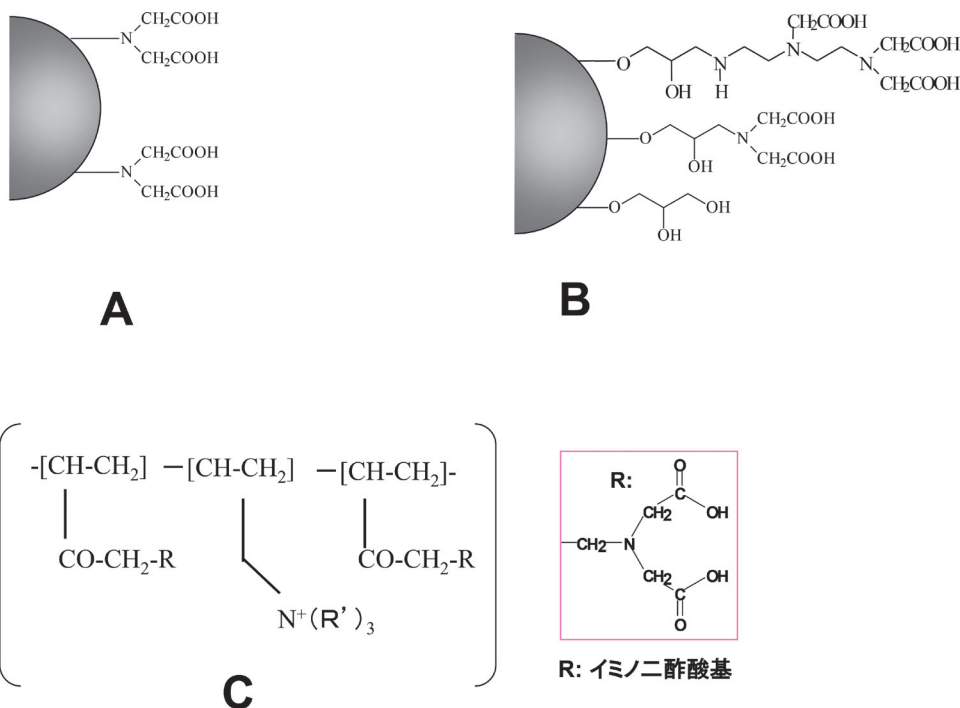 CH₂COOH
N
CH₂COOH
CH₂COOH
N
CH₂COOH
A
CH₂COOH
CH₂COOH
O
N
N
N
OH
H
CH₂COOH
CH₂COOH
O
N
OH
CH₂COOH
O
OH
OH
B
-[CH-CH₂] –[CH-CH₂] –[CH-CH₂]-
CO-CH₂-R
CO-CH₂-R
N⁺(R’)₃
C
R:
O
C
CH₂
OH
CH₂
N
CH₂
OH
C
O
R: イミノ二酢酸基